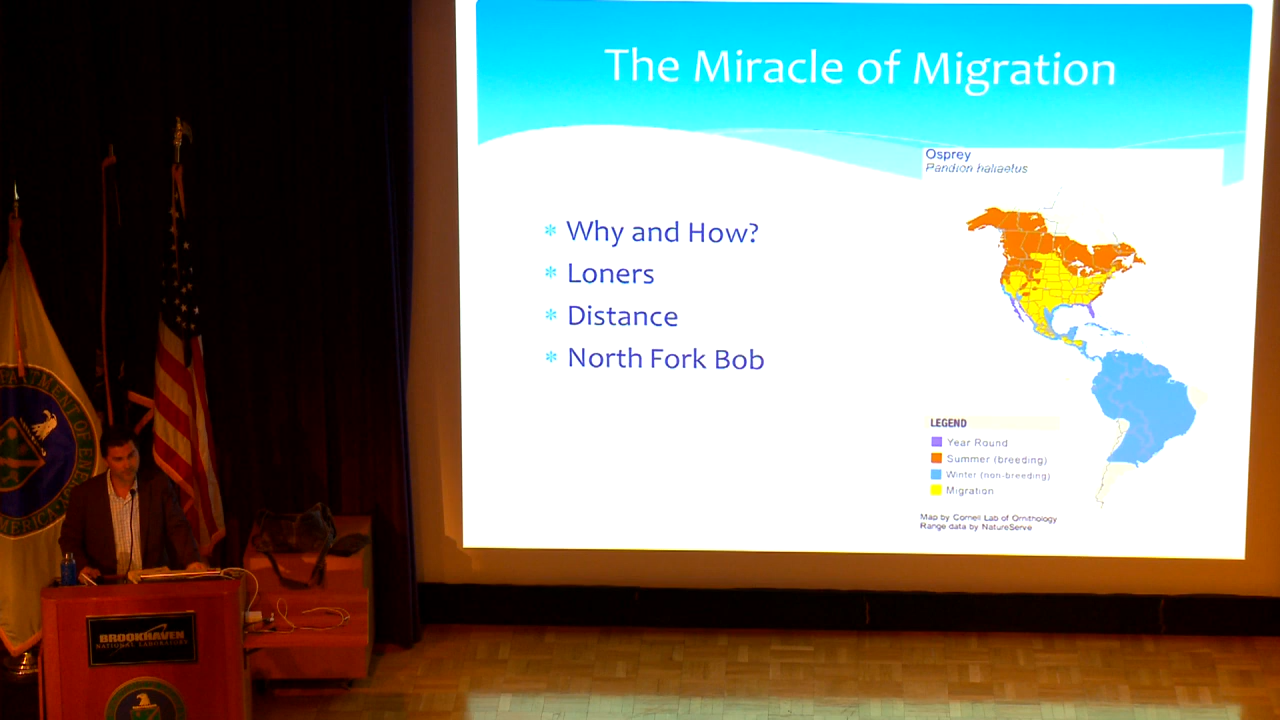 The Miracle of Migration
Osprey
Pandion haliaetus
* Why and How?
* Loners
* Distance
* North Fork Bob
LEGEND
Year Round
Summer (breeding)
Winter (non-breeding)
Migration
Map by Cornell Lab of Ornithology
Range data by NatureServe
BROOKHAVEN
NATIONAL LABORATORY